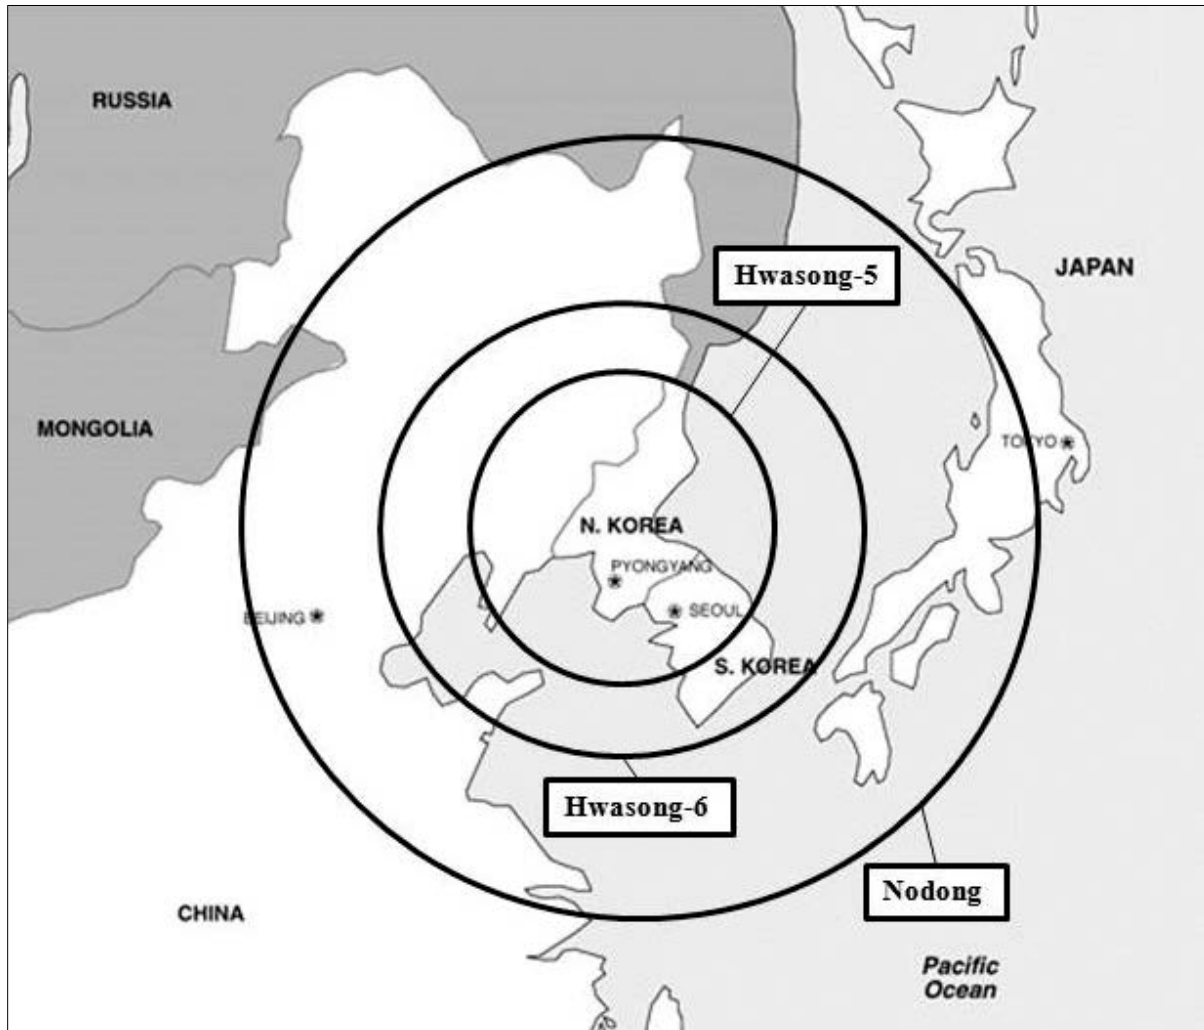 RUSSIA
Hwasong-5
JAPAN
MONGOLIA
TOKYO
N. KOREA
PYONGYANG
BEIJING
SEOUL
S. KOREA
Hwasong-6
Nodong
CHINA
Pacific
Ocean